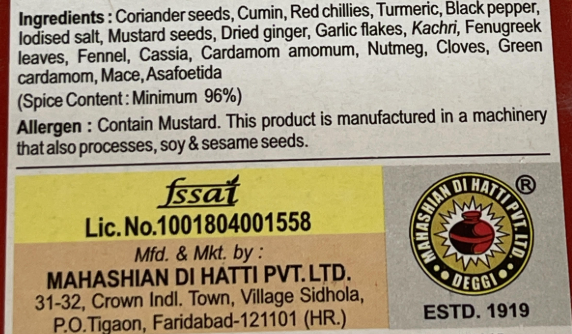 Ingredients : Coriander seeds, Cumin, Red chillies, Turmeric, Black pepper,
Iodised salt, Mustard seeds, Dried ginger, Garlic flakes, Kachri, Fenugreek
leaves, Fennel, Cassia, Cardamom amomum, Nutmeg, Cloves, Green
cardamom, Mace, Asafoetida
(Spice Content : Minimum 96%)
Allergen : Contain Mustard. This product is manufactured in a machinery
that also processes, soy & sesame seeds.
fssai
Lic. No.1001804001558
Mfd. & Mkt. by :
MAHASHIAN DI HATTI PVT. LTD.
31-32, Crown Indl. Town, Village Sidhola,
P.O.Tigaon, Faridabad-121101 (HR.)
®
MAHASHIAN DI HATTI PVT. LTD.
DEGGI
ESTD. 1919